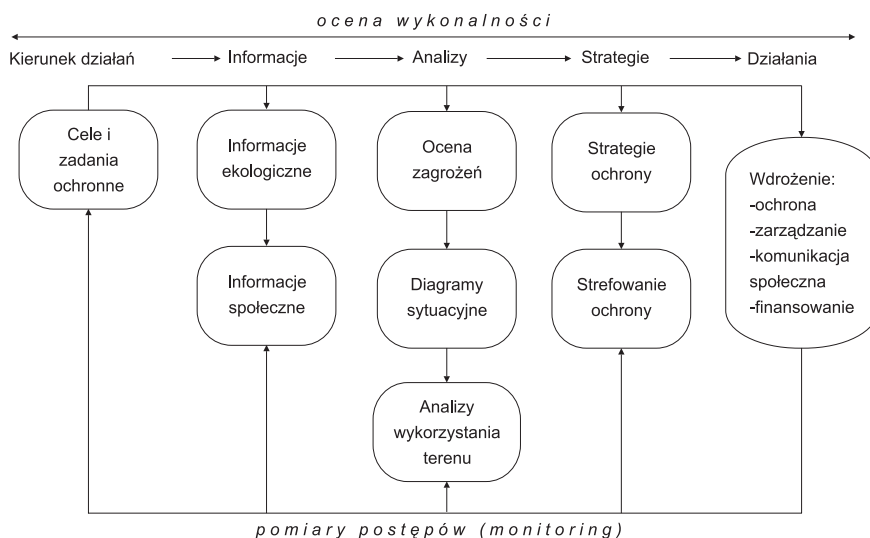 ocena wykonalności
Kierunek działań
Informacje
Analizy
Strategie
Działania
Cele i
zadania
ochronne
Informacje
ekologiczne
Informacje
społeczne
Ocena
zagrożeń
Diagramy
sytuacyjne
Analizy
wykorzystania
terenu
Strategie
ochrony
Strefowanie
ochrony
Wdrożenie:
-ochrona
-zarządzanie
-komunikacja
społeczna
-finansowanie
pomiary postępów (monitoring)